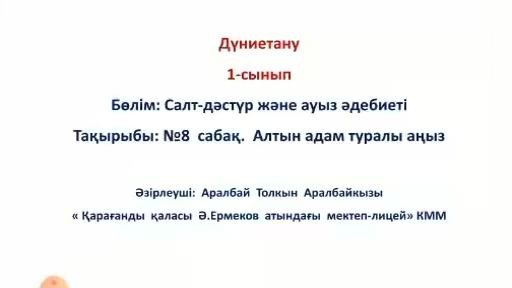 Дүниетану
1-сынып
Бөлім: Салт-дәстүр және ауыз әдебиеті
Тақырыбы: №8 сабақ. Алтын адам туралы аңыз
Әзірлеуші: Аралбай Толкын Аралбайкызы
« Қарағанды қаласы Ә.Ермеков атындағы мектеп-лицей» КММ